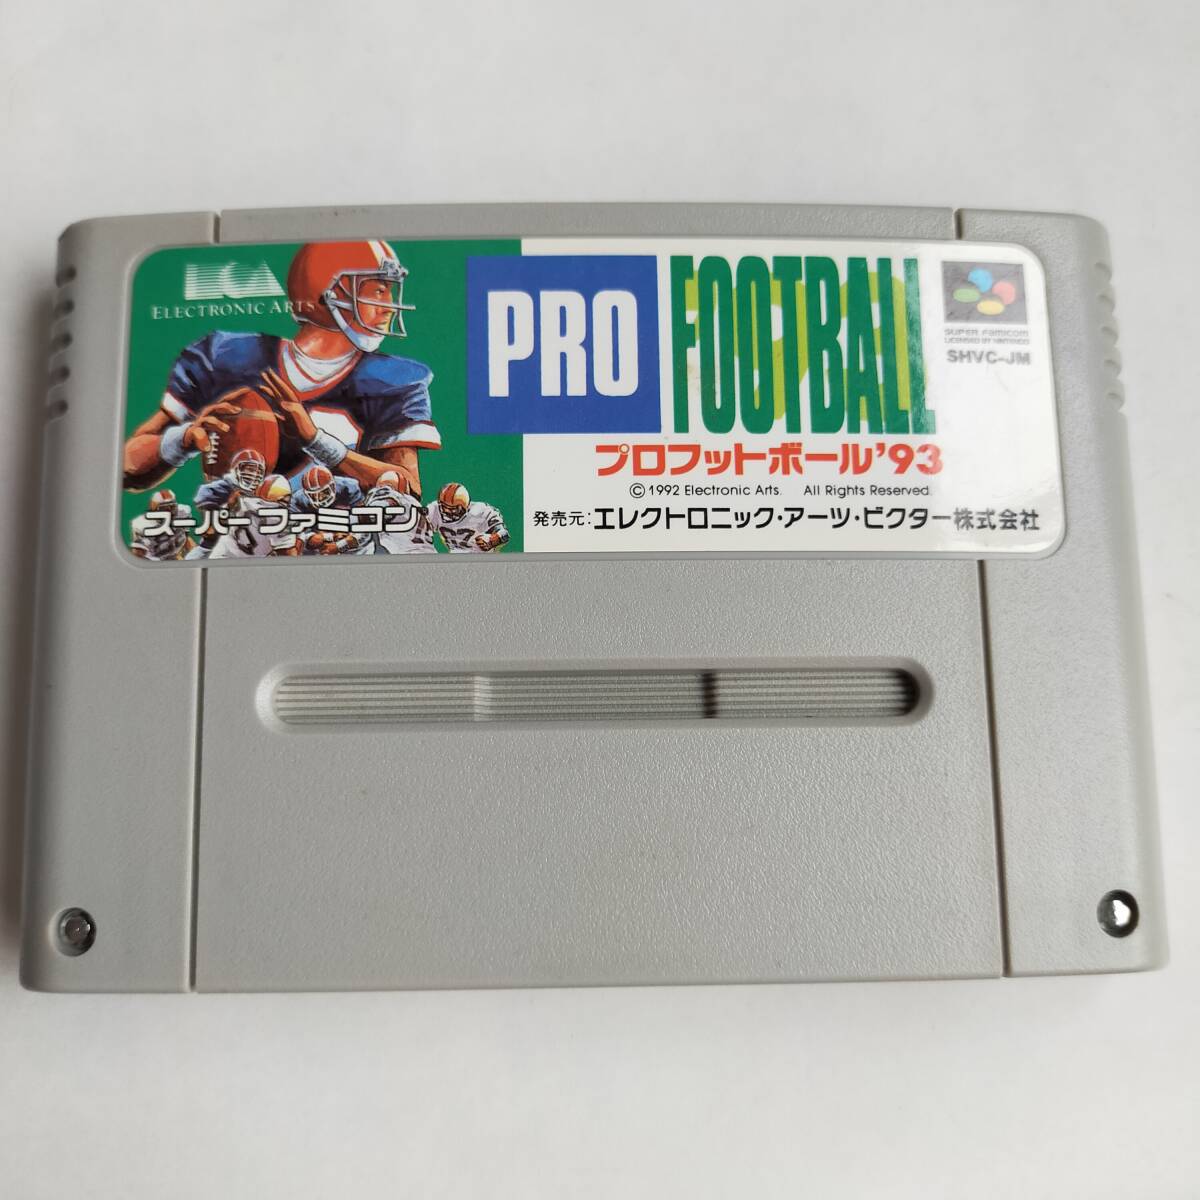 ELECTRONIC ARTS
PRO
FOOTBALL
プロフットボール'93
© 1992 Electronic Arts. All Rights Reserved.
スーパーファミコン
発売元:エレクトロニック・アーツ・ビクター株式会社
SUPER Famicom
LICENSED BY NINTENDO
SHVC-JM